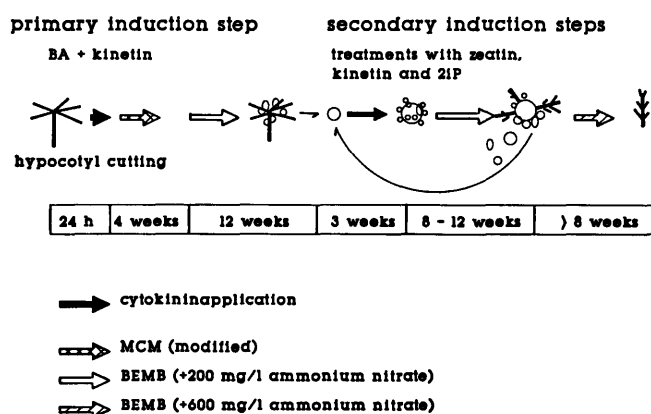 primary induction step
secondary induction steps
BA + kinetin
treatments with zeatin,
kinetin and 2iP
hypocotyl cutting
24 h
4 weeks
12 weeks
3 weeks
8 - 12 weeks
⟩ 8 weeks
cytokininapplication
MCM (modified)
BEMB (+200 mg/l ammonium nitrate)
BEMB (+600 mg/l ammonium nitrate)